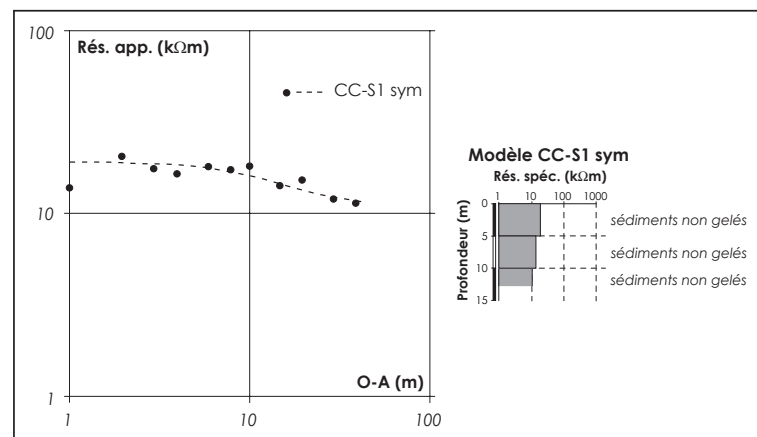 100
Rés. app. (kΩm)
CC-S1 sym
10
O-A (m)
1
1 10 100
Modèle CC-S1 sym
Rés. spéc. (kΩm)
1 10 100 1000
Profondeur (m)
0
5
10
15
sédiments non gelés
sédiments non gelés
sédiments non gelés